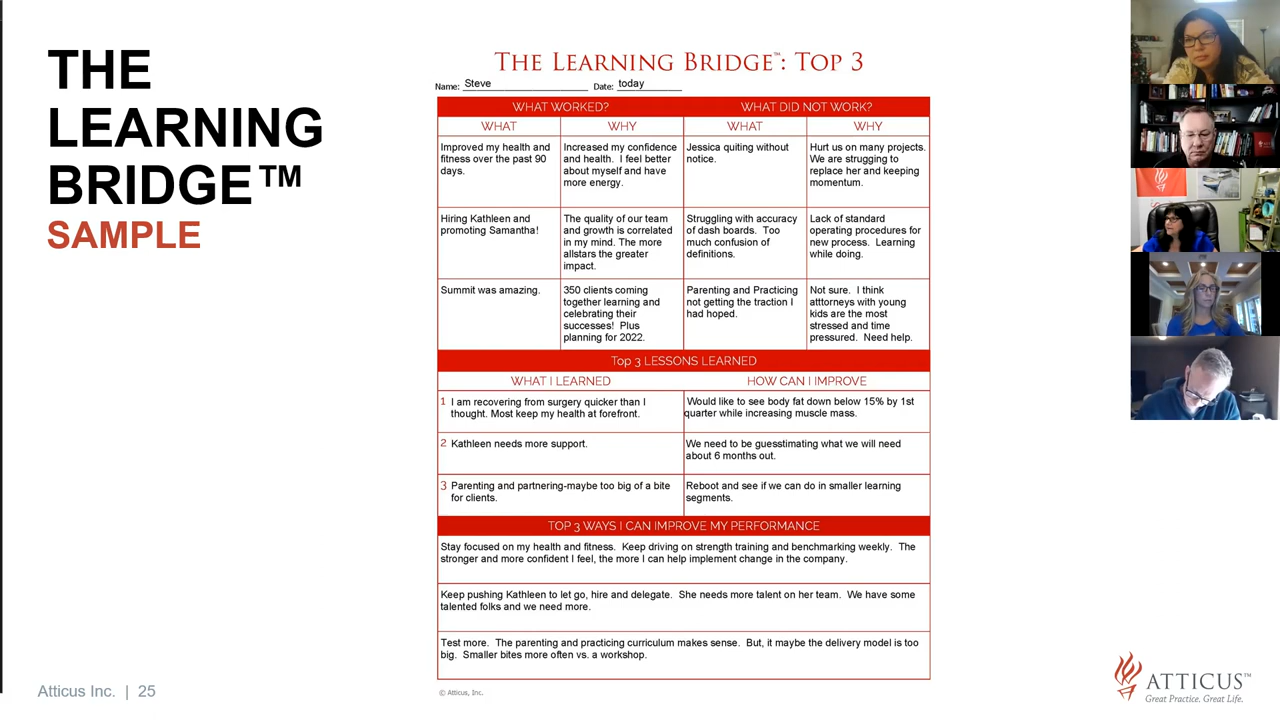 THE
LEARNING
BRIDGE™
SAMPLE
THE LEARNING BRIDGE™: TOP 3
Name: Steve Date: today
WHAT WORKED? WHAT DID NOT WORK?
WHAT WHY WHAT WHY
Improved my health and
fitness over the past 90
days.
Increased my confidence
and health. I feel better
about myself and have
more energy.
Jessica quiting without
notice.
Hurt us on many projects.
We are strugling to
replace her and keeping
momentum.
Hiring Kathleen and
promoting Samantha!
The quality of our team
and growth is correlated
in my mind. The more
allstars the greater
impact.
Struggling with accuracy
of dash boards. Too
much confusion of
definitions.
Lack of standard
operating procedures for
new process. Learning
while doing.
Summit was amazing.
350 clients coming
together learning and
celebrating their
successes! Plus
planning for 2022.
Parenting and Practicing
not getting the traction I
had hoped.
Not sure. I think
atttorneys with young
kids are the most
stressed and time
pressured. Need help.
Top 3 LESSONS LEARNED
WHAT I LEARNED HOW CAN I IMPROVE
1 I am recovering from surgery quicker than I
thought. Most keep my health at forefront.
Would like to see body fat down below 15% by 1st
quarter while increasing muscle mass.
2 Kathleen needs more support.
We need to be guesstimating what we will need
about 6 months out.
3 Parenting and partnering-maybe too big of a bite
for clients.
Reboot and see if we can do in smaller learning
segments.
TOP 3 WAYS I CAN IMPROVE MY PERFORMANCE
Stay focused on my health and fitness. Keep driving on strength training and benchmarking weekly. The
stronger and more confident I feel, the more I can help implement change in the company.
Keep pushing Kathleen to let go, hire and delegate. She needs more talent on her team. We have some
talented folks and we need more.
Test more. The parenting and practicing curriculum makes sense. But, it maybe the delivery model is too
big. Smaller bites more often vs. a workshop.
© Atticus, Inc.
Atticus Inc. | 25
ATTICUS™
Great Practice. Great Life.